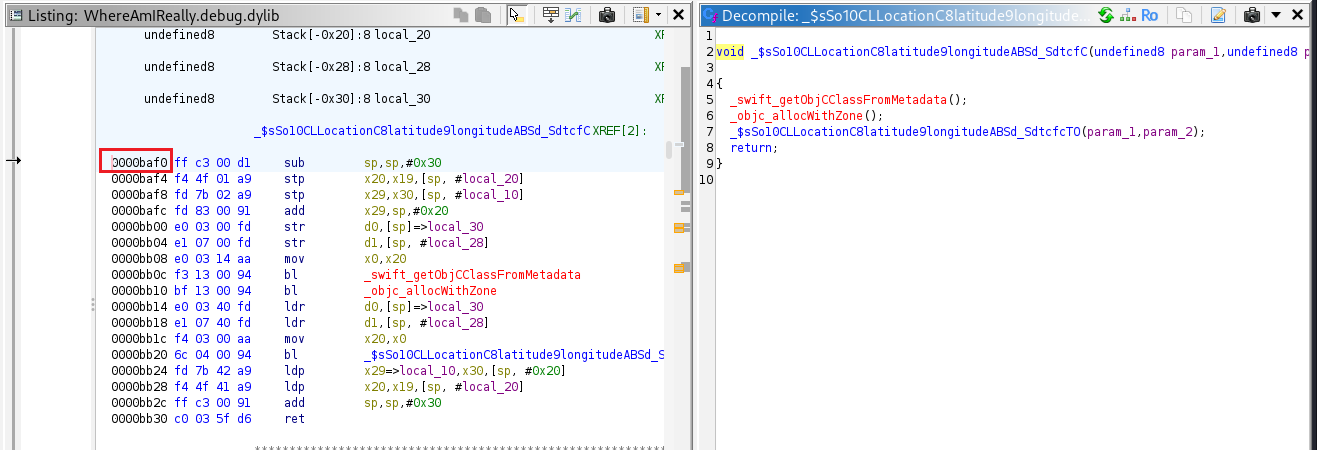 Listing: WhereAmIReally.debug.dylib
undefined8 Stack[-0x20]:8 local_20
undefined8 Stack[-0x28]:8 local_28
undefined8 Stack[-0x30]:8 local_30
_$sSo10CLLocationC8latitude9longitudeABSd_SdtcfC XREF[2]:
0000baf0 ff c3 00 d1 sub sp,sp,#0x30
0000baf4 f4 4f 01 a9 stp x20,x19,[sp, #local_20]
0000baf8 fd 7b 02 a9 stp x29,x30,[sp, #local_10]
0000bafc fd 83 00 91 add x29,sp,#0x20
0000bb00 e0 03 00 fd str d0,[sp]=>local_30
0000bb04 e1 07 00 fd str d1,[sp, #local_28]
0000bb08 e0 03 14 aa mov x0,x20
0000bb0c f3 13 00 94 bl _swift_getObjCClassFromMetadata
0000bb10 bf 13 00 94 bl _objc_allocWithZone
0000bb14 e0 03 40 fd ldr d0,[sp]=>local_30
0000bb18 e1 07 40 fd ldr d1,[sp, #local_28]
0000bb1c f4 03 00 aa mov x20,x0
0000bb20 6c 04 00 94 bl _$sSo10CLLocationC8latitude9longitudeABSd_S
0000bb24 fd 7b 42 a9 ldp x29=>local_10,x30,[sp, #0x20]
0000bb28 f4 4f 41 a9 ldp x20,x19,[sp, #local_20]
0000bb2c ff c3 00 91 add sp,sp,#0x30
0000bb30 c0 03 5f d6 ret
Decompile: _$sSo10CLLocationC8latitude9longitude...
Ro
1
2 void _$sSo10CLLocationC8latitude9longitudeABSd_SdtcfC(undefined8 param_1,undefined8 p
3
4 {
5 _swift_getObjCClassFromMetadata();
6 _objc_allocWithZone();
7 _$sSo10CLLocationC8latitude9longitudeABSd_SdtcfcTO(param_1,param_2);
8 return;
9 }
10